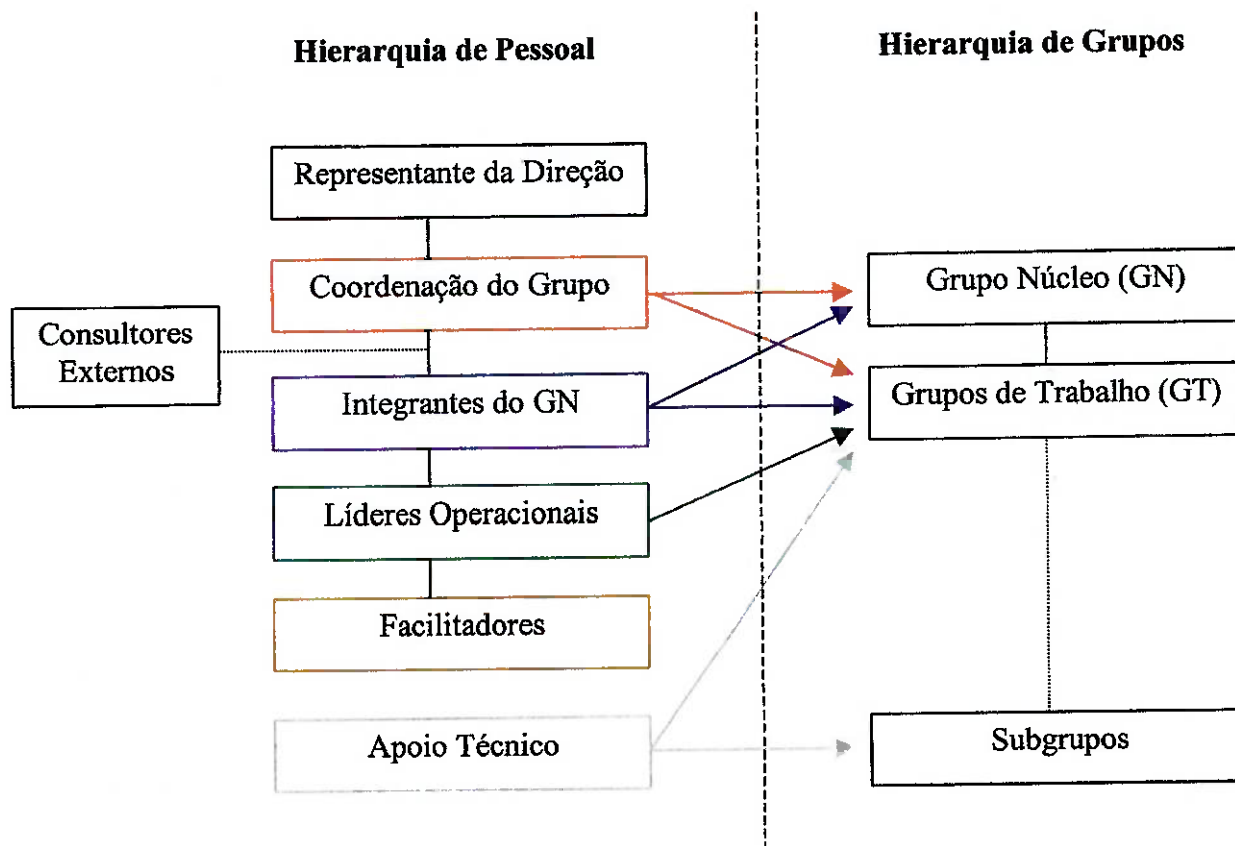 Hierarquia de Pessoal
Hierarquia de Grupos
Representante da Direção
Coordenação do Grupo
Consultores
Externos
Integrantes do GN
Líderes Operacionais
Facilitadores
Apoio Técnico
Grupo Núcleo (GN)
Grupos de Trabalho (GT)
Subgrupos